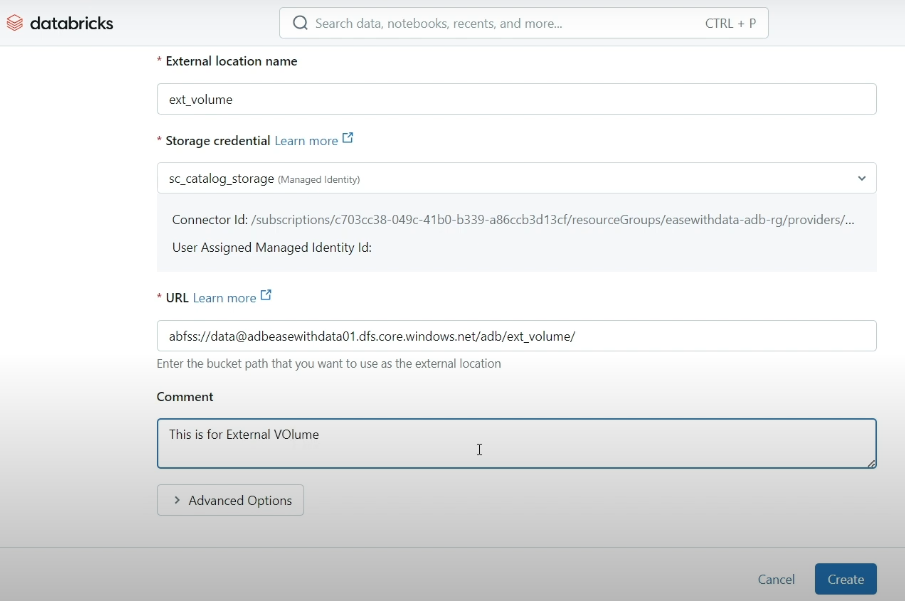 databricks
Search data, notebooks, recents, and more...
CTRL + P
* External location name
ext_volume
* Storage credential Learn more
sc_catalog_storage (Managed Identity)
Connector Id: /subscriptions/c703cc38-049c-41b0-b339-a86ccb3d13cf/resourceGroups/easewithdata-adb-rg/providers/...
User Assigned Managed Identity Id:
* URL Learn more
abfss://data@adbeasewithdata01.dfs.core.windows.net/adb/ext_volume/
Enter the bucket path that you want to use as the external location
Comment
This is for External VOlume
Advanced Options
Cancel
Create